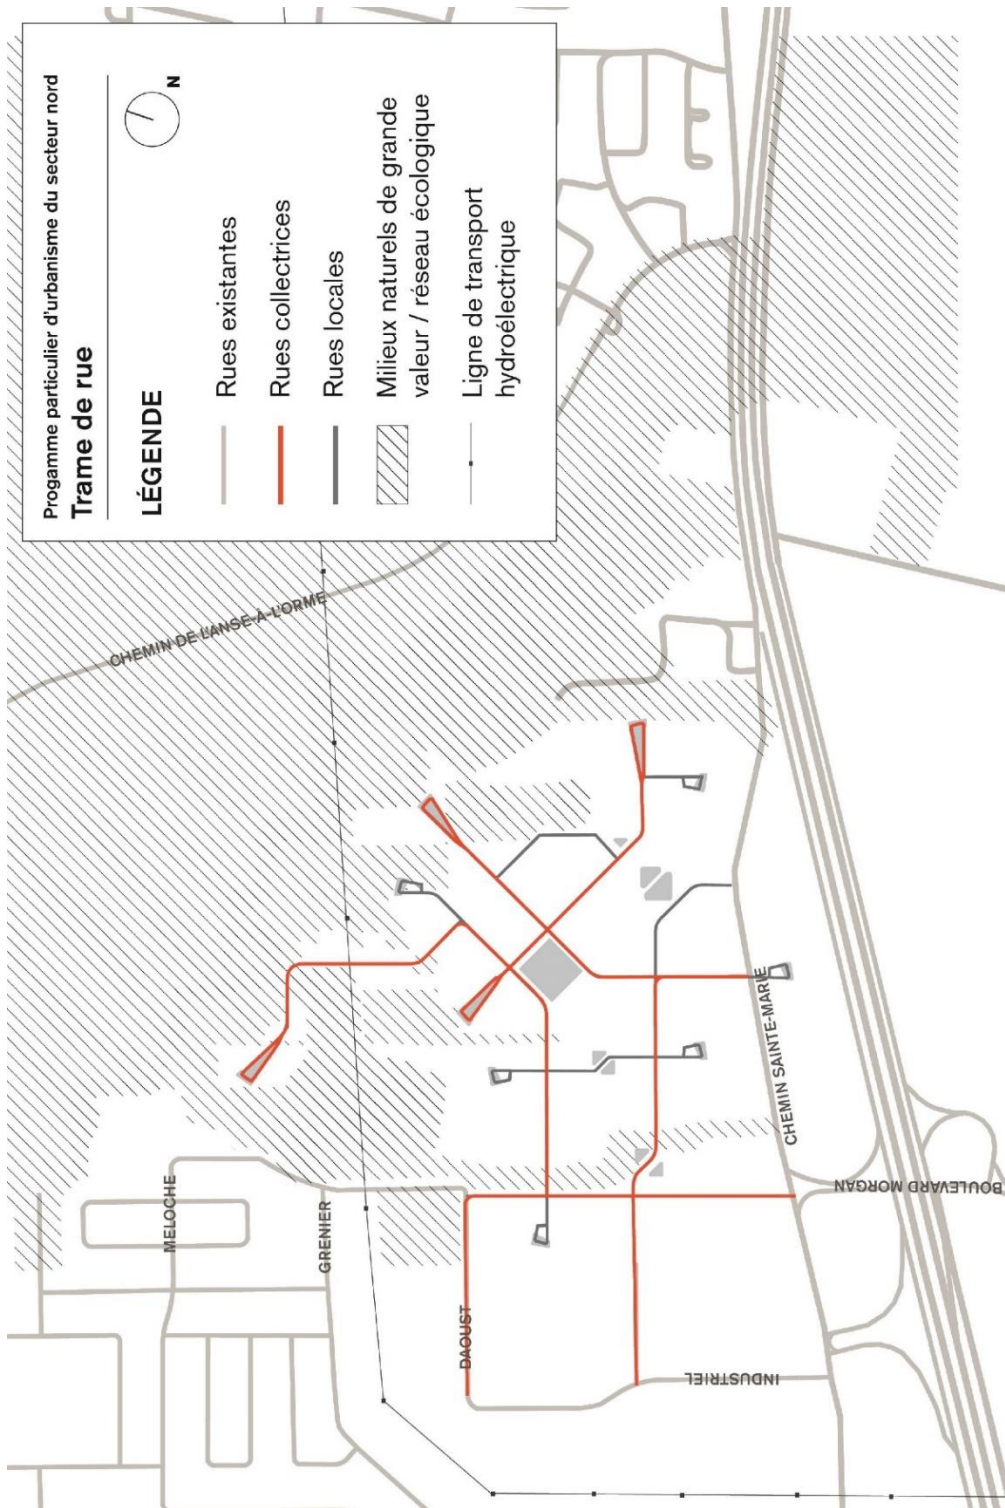 Progamme particulier d'urbanisme du secteur nord
Trame de rue
N
LÉGENDE
Rues existantes
Rues collectrices
Rues locales
Milieux naturels de grande
valeur / réseau écologique
Ligne de transport
hydroélectrique
CHEMIN DE L'ANSE-À-L'ORME
MELOCHE
GRENIER
DAOUST
INDUSTRIEL
CHEMIN SAINTE-MARIE
BOULEVARD MORGAN